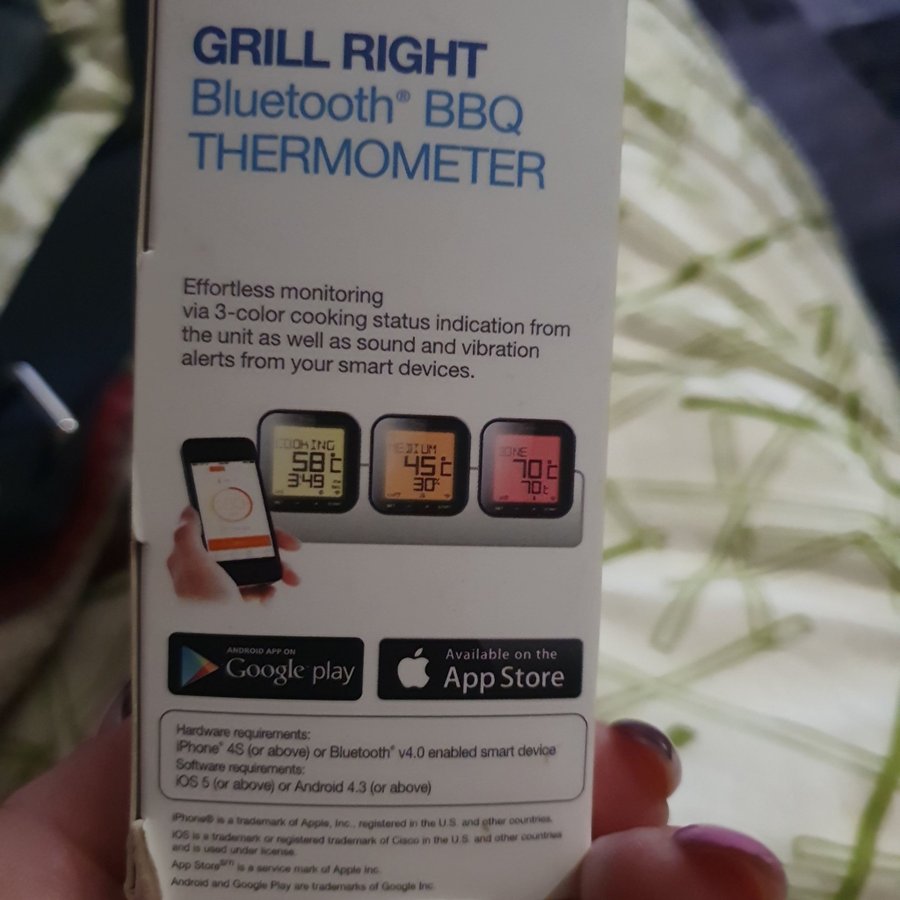 GRILL RIGHT
Bluetooth® BBQ
THERMOMETER
Effortless monitoring
via 3-color cooking status indication from
the unit as well as sound and vibration
alerts from your smart devices.
COOKING
58°C
3:49
MEDIUM
45°C
30%
DONE
70°C
70°C
ANDROID APP ON
Google play
Available on the
App Store
Hardware requirements:
iPhone® 4S (or above) or Bluetooth® v4.0 enabled smart device
Software requirements:
iOS 5 (or above) or Android 4.3 (or above)
iPhone® is a trademark of Apple, Inc., registered in the U.S. and other countries.
iOS is a trademark or registered trademark of Cisco in the U.S. and other countries
and is used under license.
App Store℠ is a service mark of Apple Inc.
Android and Google Play are trademarks of Google Inc.